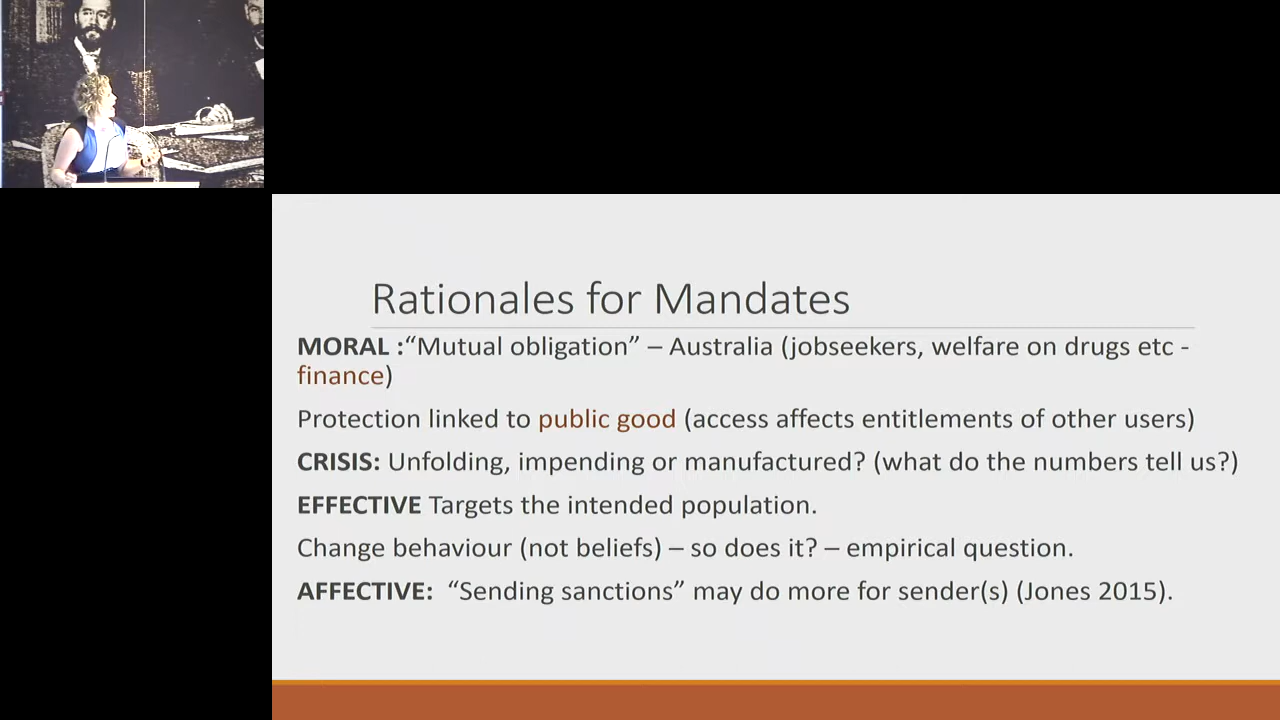 Rationales for Mandates
MORAL :“Mutual obligation” – Australia (jobseekers, welfare on drugs etc -
finance)
Protection linked to public good (access affects entitlements of other users)
CRISIS: Unfolding, impending or manufactured? (what do the numbers tell us?)
EFFECTIVE Targets the intended population.
Change behaviour (not beliefs) – so does it? – empirical question.
AFFECTIVE:  “Sending sanctions” may do more for sender(s) (Jones 2015).